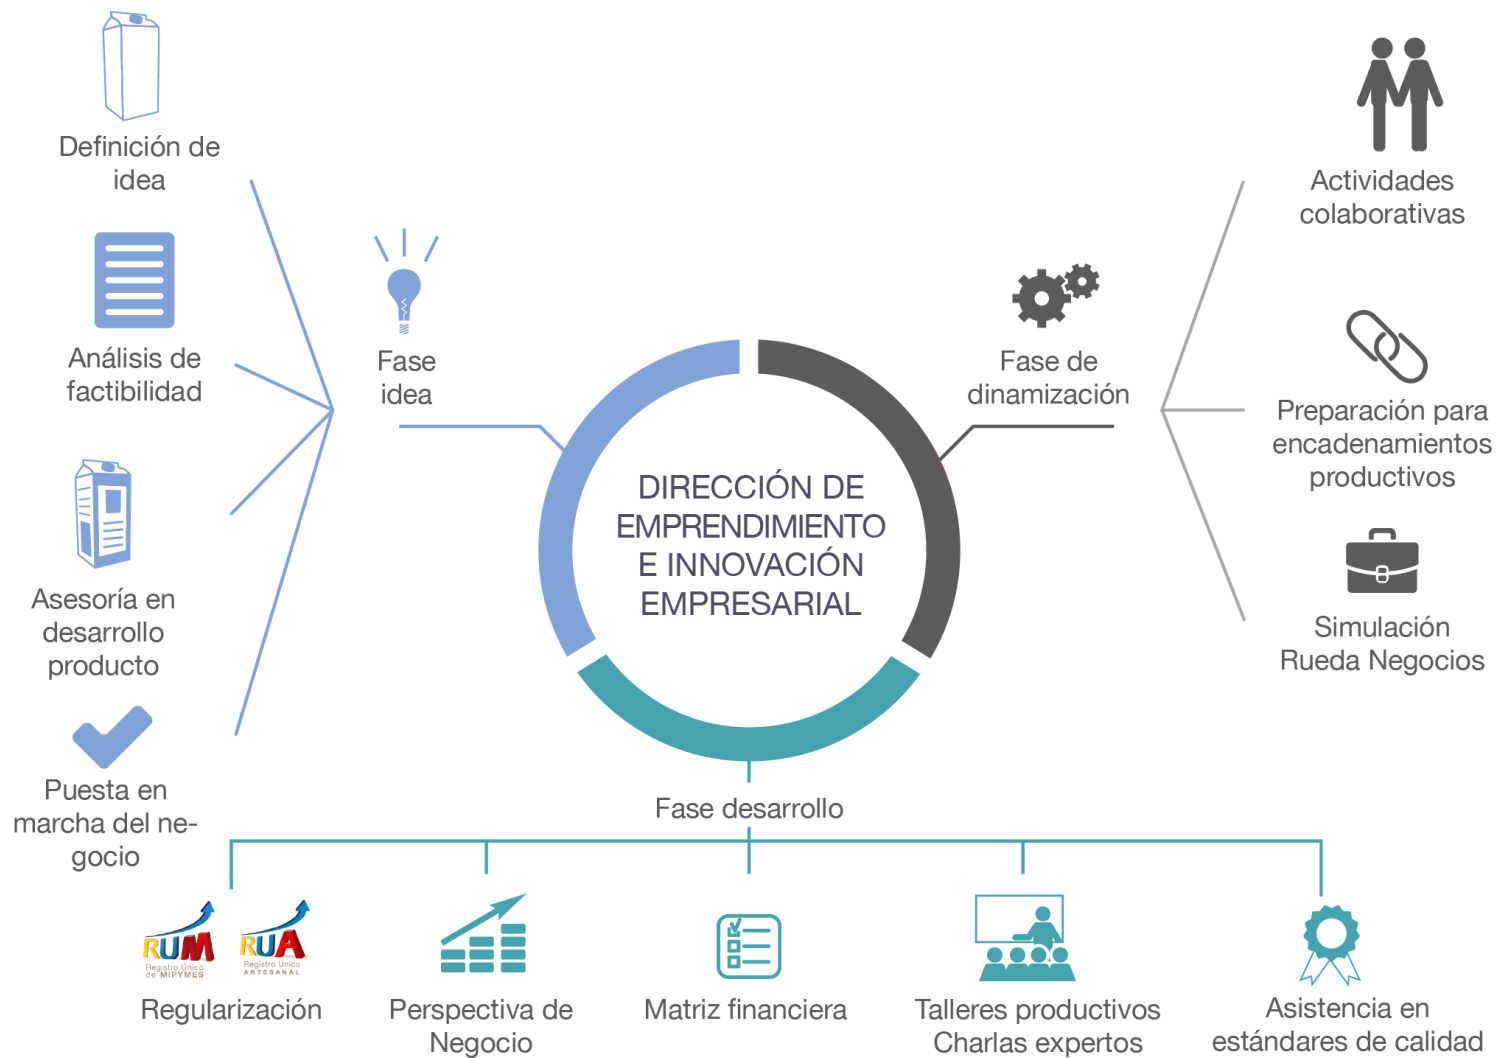 Definición de
idea
Análisis de
factibilidad
Asesoría en
desarrollo
producto
Puesta en
marcha del ne-
gocio
Fase
idea
DIRECCIÓN DE
EMPRENDIMIENTO
E INNOVACIÓN
EMPRESARIAL
Fase de
dinamización
Actividades
colaborativas
Preparación para
encadenamientos
productivos
Simulación
Rueda Negocios
Fase desarrollo
RUM
Registro Único
de MIPYMES
RUA
Registro Único
ARTESANAL
Regularización
Perspectiva de
Negocio
Matriz financiera
Talleres productivos
Charlas expertos
Asistencia en
estándares de calidad